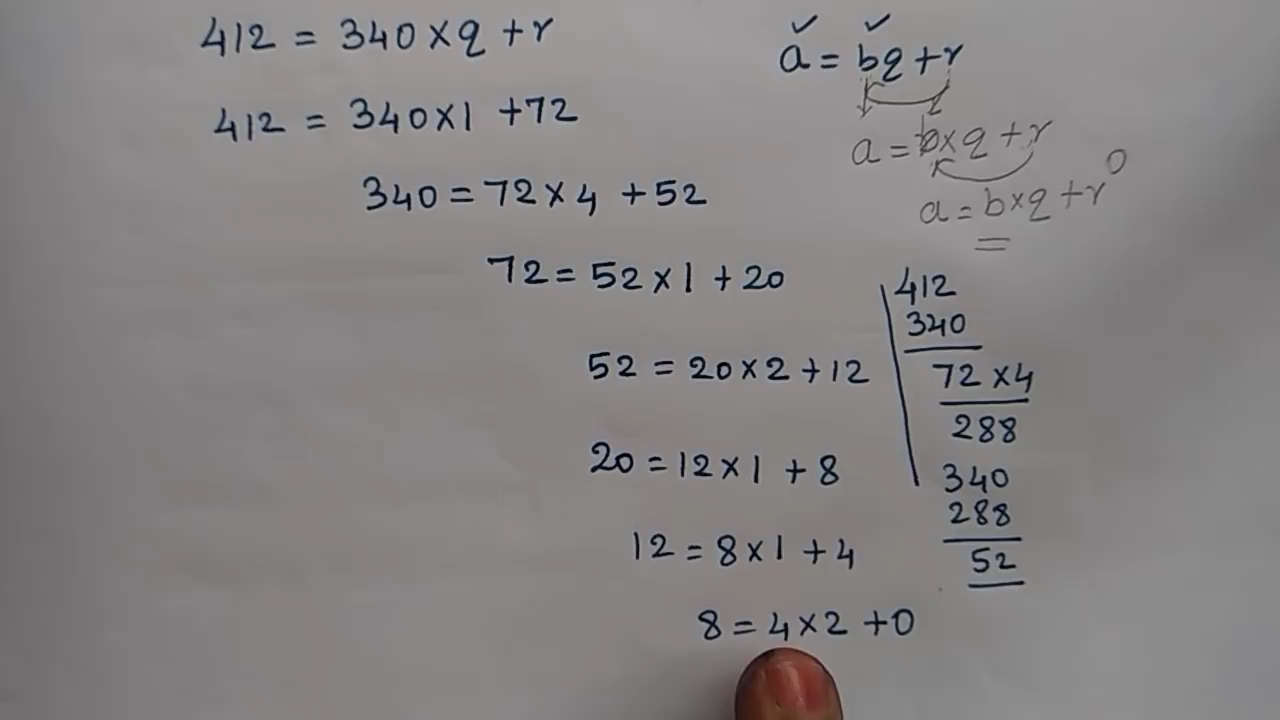 412 = 340 × q + r
412 = 340 × 1 + 72
340 = 72 × 4 + 52
72 = 52 × 1 + 20
52 = 20 × 2 + 12
20 = 12 × 1 + 8
12 = 8 × 1 + 4
8 = 4 × 2 + 0
✓ ✓
a = bq + r
a = b × q + r
0
a = b × q + r
412
340
72 × 4
288
340
288
52